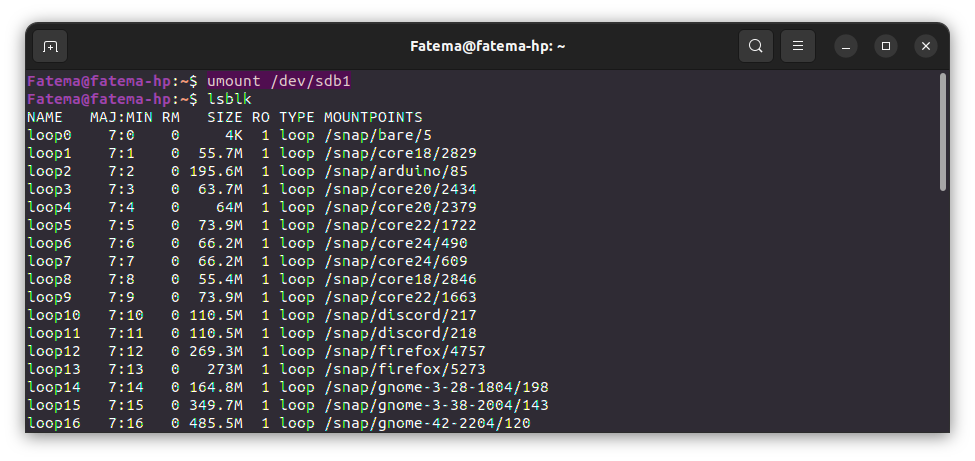 Fatema@fatema-hp: ~
Fatema@fatema-hp:~$ umount /dev/sdb1
Fatema@fatema-hp:~$ lsblk
NAME   MAJ:MIN RM   SIZE RO TYPE MOUNTPOINTS
loop0    7:0    0     4K  1 loop /snap/bare/5
loop1    7:1    0  55.7M  1 loop /snap/core18/2829
loop2    7:2    0 195.6M  1 loop /snap/arduino/85
loop3    7:3    0  63.7M  1 loop /snap/core20/2434
loop4    7:4    0    64M  1 loop /snap/core20/2379
loop5    7:5    0  73.9M  1 loop /snap/core22/1722
loop6    7:6    0  66.2M  1 loop /snap/core24/490
loop7    7:7    0  66.2M  1 loop /snap/core24/609
loop8    7:8    0  55.4M  1 loop /snap/core18/2846
loop9    7:9    0  73.9M  1 loop /snap/core22/1663
loop10   7:10   0 110.5M  1 loop /snap/discord/217
loop11   7:11   0 110.5M  1 loop /snap/discord/218
loop12   7:12   0 269.3M  1 loop /snap/firefox/4757
loop13   7:13   0   273M  1 loop /snap/firefox/5273
loop14   7:14   0 164.8M  1 loop /snap/gnome-3-28-1804/198
loop15   7:15   0 349.7M  1 loop /snap/gnome-3-38-2004/143
loop16   7:16   0 485.5M  1 loop /snap/gnome-42-2204/120